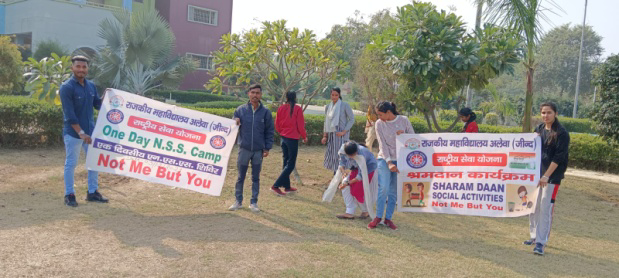 राजकीय महाविद्यालय अलेवा (जीन्द)
राष्ट्रीय सेवा योजना
One Day N.S.S. Camp
एक दिवसीय एन.एस.एस. शिविर
Not Me But You
राजकीय महाविद्यालय अलेवा (जीन्द)
राष्ट्रीय सेवा योजना
श्रमदान कार्यक्रम
SHARAM DAAN
SOCIAL ACTIVITIES
Not Me But You